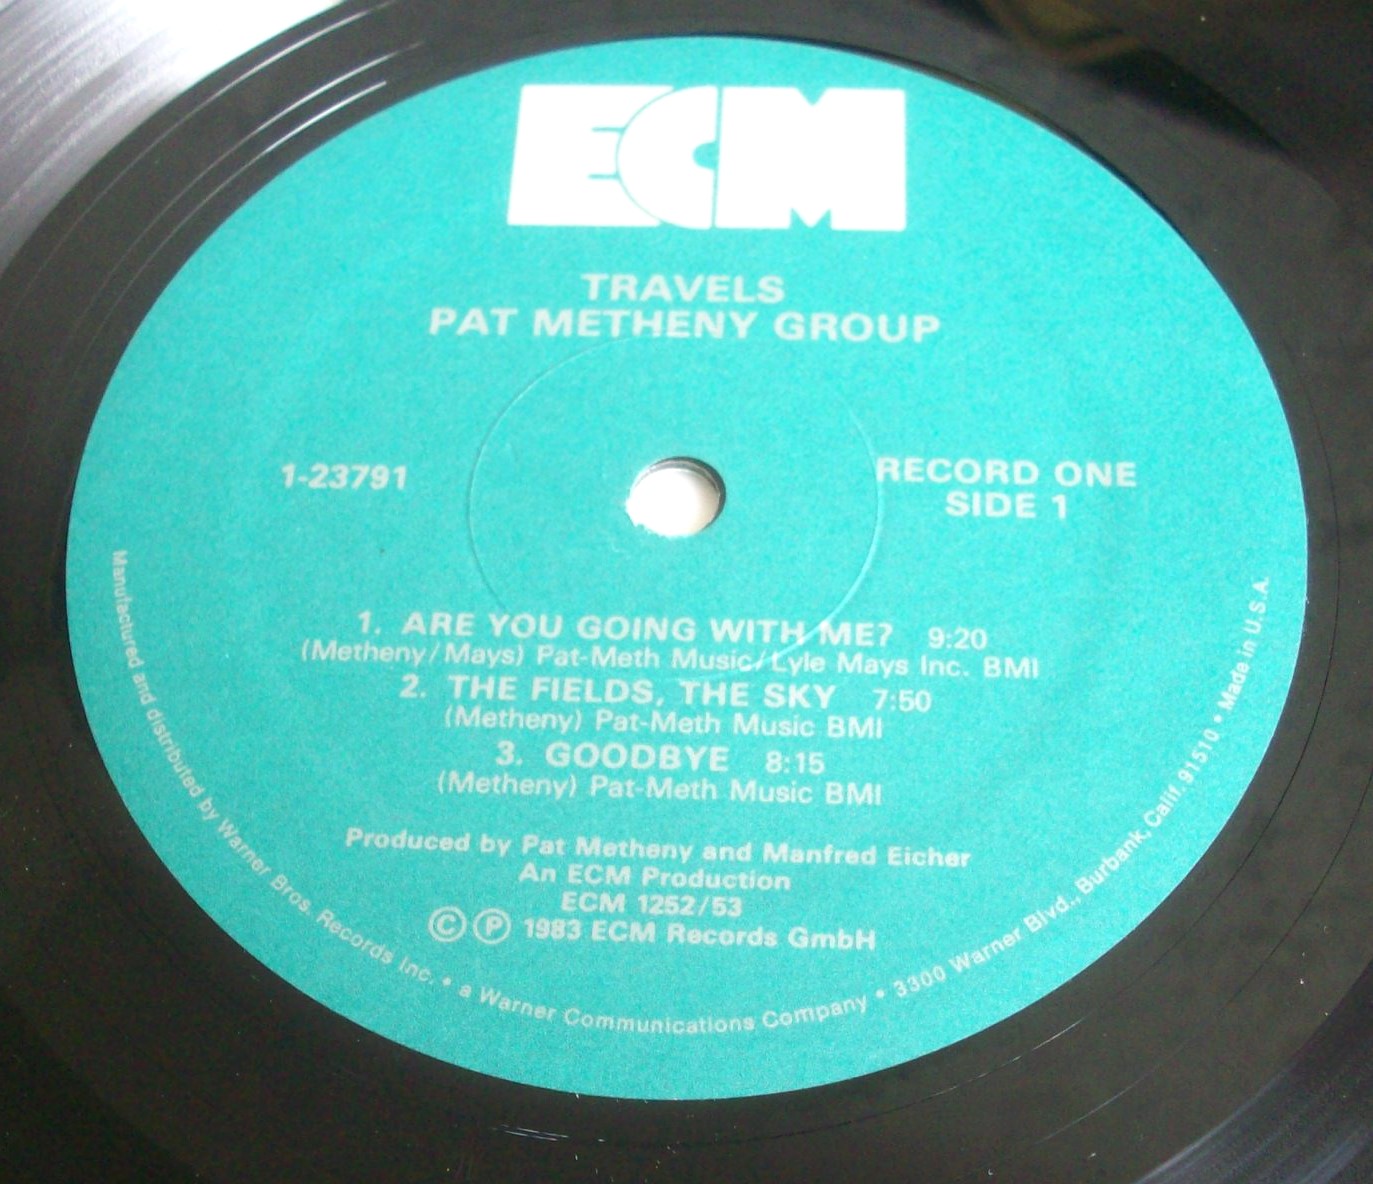 ECM
TRAVELS
PAT METHENY GROUP
1-23791
RECORD ONE
SIDE 1
1. ARE YOU GOING WITH ME? 9:20
(Metheny/Mays) Pat-Meth Music/Lyle Mays Inc. BMI
2. THE FIELDS, THE SKY 7:50
(Metheny) Pat-Meth Music BMI
3. GOODBYE 8:15
(Metheny) Pat-Meth Music BMI
Produced by Pat Metheny and Manfred Eicher
An ECM Production
ECM 1252/53
© ℗ 1983 ECM Records GmbH
Manufactured and distributed by Warner Bros. Records Inc. • a Warner Communications Company • 3300 Warner Blvd., Burbank, Calif. 91510 • Made in U.S.A.